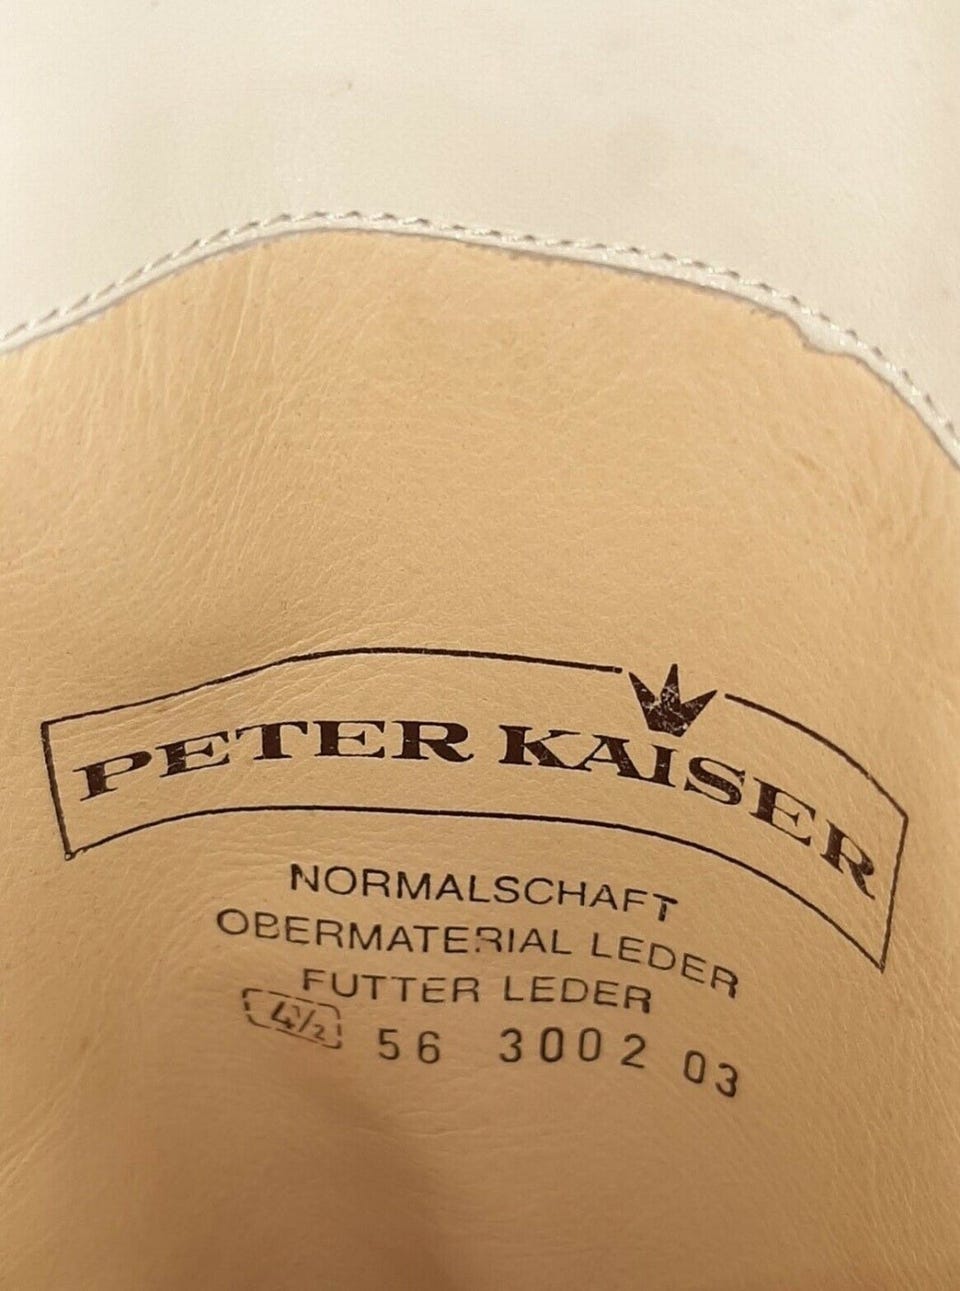 PETER KAISER
NORMALSCHAFT
OBERMATERIAL LEDER
FUTTER LEDER
4½ 56 3002 03